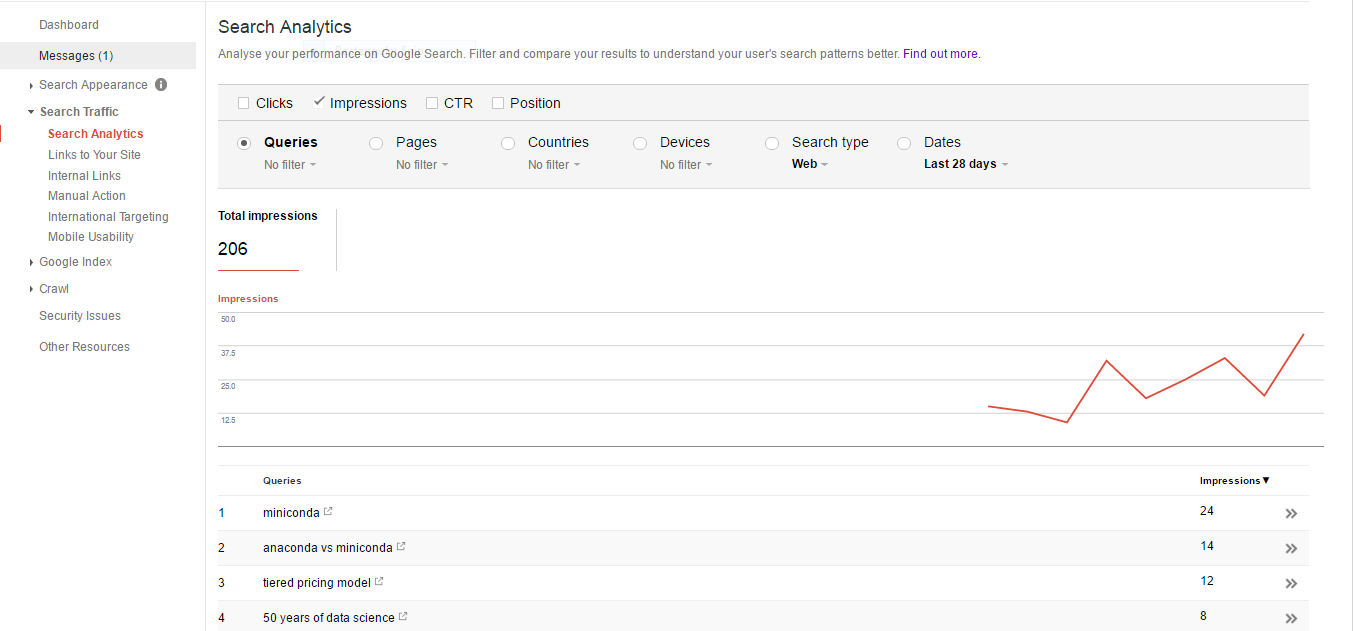 Dashboard
Messages (1)
Search Appearance
Search Traffic
Search Analytics
Links to Your Site
Internal Links
Manual Action
International Targeting
Mobile Usability
Google Index
Crawl
Security Issues
Other Resources
Search Analytics
Analyse your performance on Google Search. Filter and compare your results to understand your user's search patterns better. Find out more.
Clicks Impressions CTR Position
Queries Pages Countries Devices Search type Dates
No filter No filter No filter No filter Web Last 28 days
Total impressions
206
Impressions
50.0
37.5
25.0
12.5
Queries Impressions▼
1 miniconda 24
2 anaconda vs miniconda 14
3 tiered pricing model 12
4 50 years of data science 8